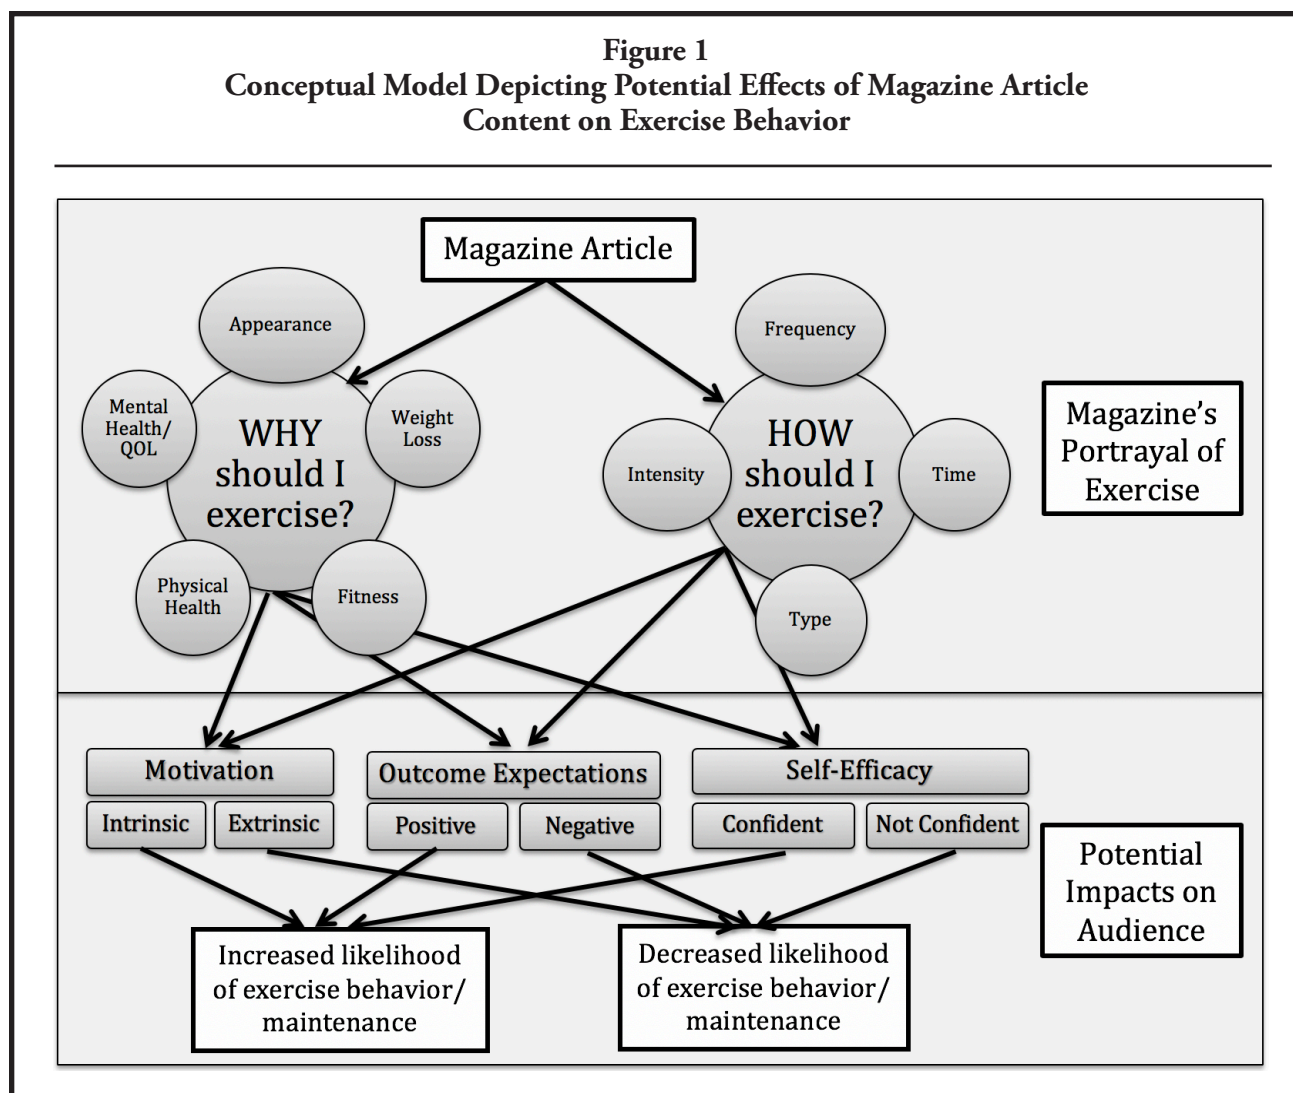 Figure 1
Conceptual Model Depicting Potential Effects of Magazine Article
Content on Exercise Behavior
Magazine Article
Appearance
Mental
Health/
QOL
Weight
Loss
WHY
should I
exercise?
Physical
Health
Fitness
Frequency
Intensity
HOW
should I
exercise?
Time
Type
Magazine’s
Portrayal of
Exercise
Motivation
Intrinsic
Extrinsic
Outcome Expectations
Positive
Negative
Self-Efficacy
Confident
Not Confident
Potential
Impacts on
Audience
Increased likelihood
of exercise behavior/
maintenance
Decreased likelihood
of exercise behavior/
maintenance